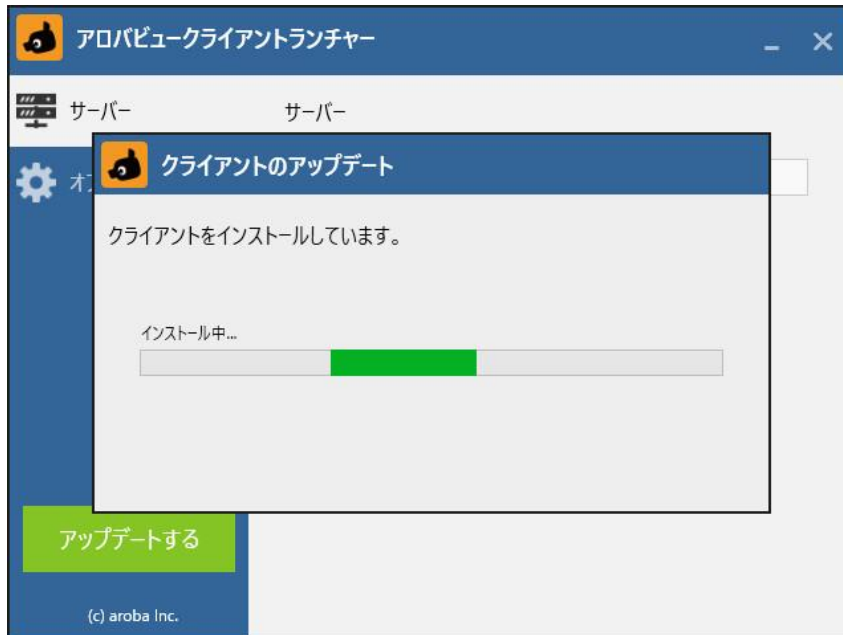 アロバビュークライアントランチャー
サーバー
サーバー
クライアントのアップデート
クライアントをインストールしています。
インストール中...
アップデートする
(c) aroba Inc.